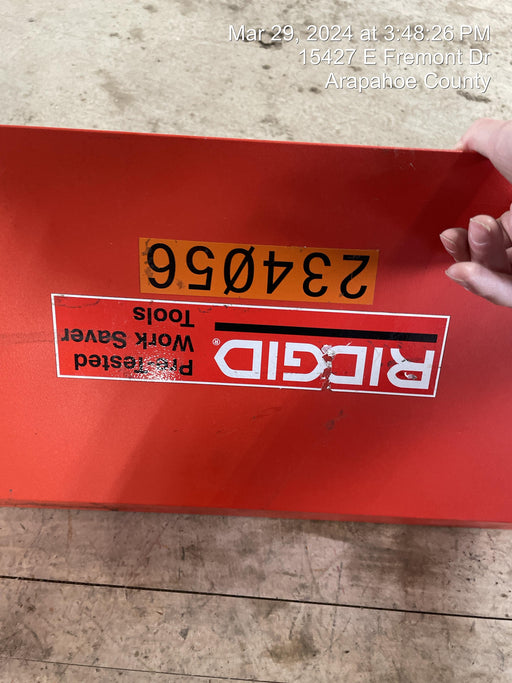 Mar 29, 2024 at 3:48:26 PM
15427 E Fremont Dr
Arapahoe County
234Ø56
RIDGID®
Pre-Tested
Work Saver
Tools